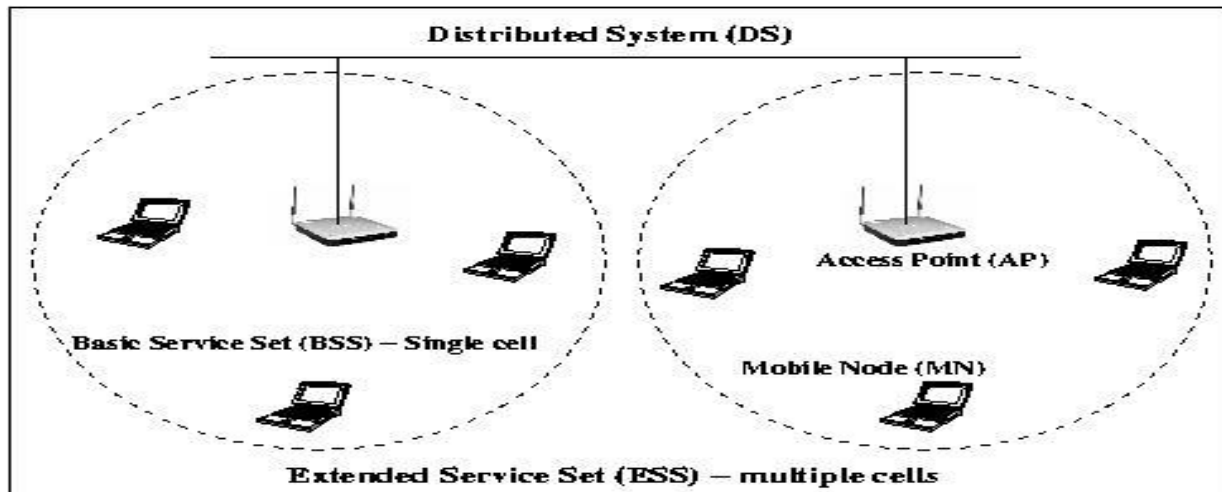 Distributed System (DS)
Access Point (AP)
Basic Service Set (BSS) – Single cell
Mobile Node (MN)
Extended Service Set (ESS) – multiple cells